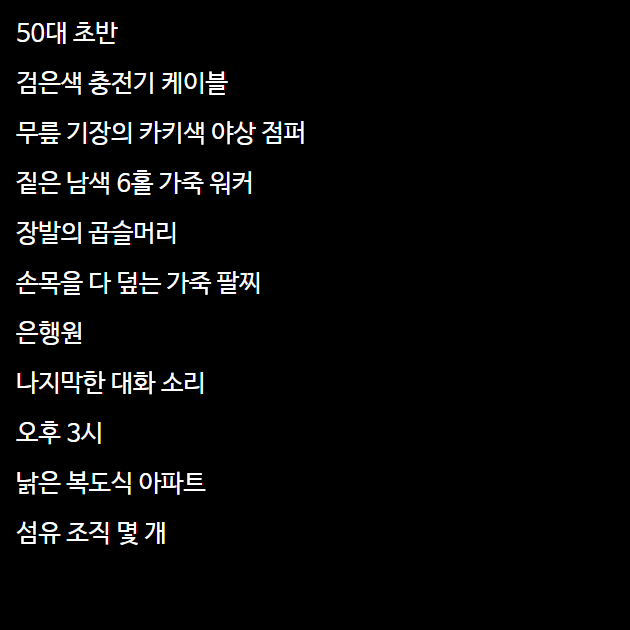 50대 초반
검은색 충전기 케이블
무릎 기장의 카키색 야상 점퍼
짙은 남색 6홀 가죽 워커
장발의 곱슬머리
손목을 다 덮는 가죽 팔찌
은행원
나지막한 대화 소리
오후 3시
낡은 복도식 아파트
섬유 조직 몇 개